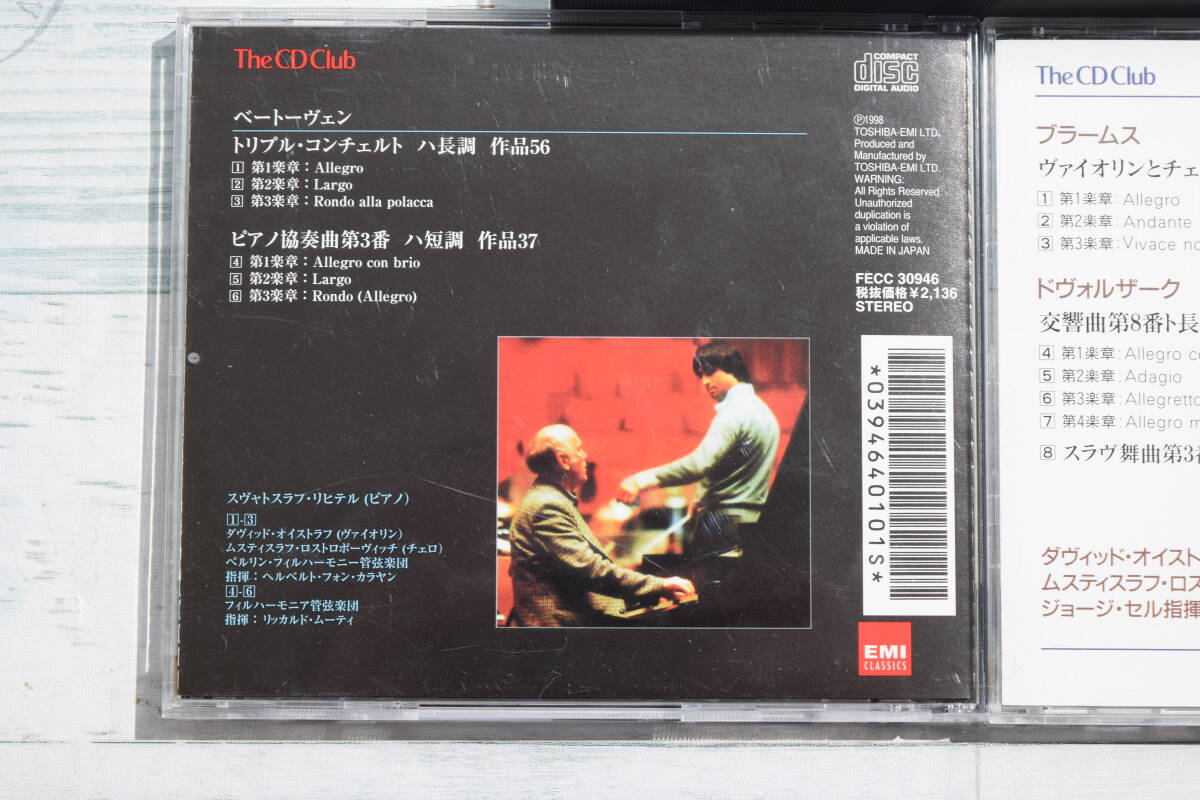 The CD Club
ベートーヴェン
トリプル・コンチェルト ハ長調 作品56
1 第1楽章：Allegro
2 第2楽章：Largo
3 第3楽章：Rondo alla polacca
ピアノ協奏曲第3番 ハ短調 作品37
4 第1楽章：Allegro con brio
5 第2楽章：Largo
6 第3楽章：Rondo (Allegro)
スヴャトスラフ・リヒテル (ピアノ)
1-3
ダヴィッド・オイストラフ (ヴァイオリン)
ムスティスラフ・ロストロポーヴィッチ (チェロ)
ベルリン・フィルハーモニー管弦楽団
指揮：ヘルベルト・フォン・カラヤン
4-6
フィルハーモニア管弦楽団
指揮：リッカルド・ムーティ
COMPACT
disc
DIGITAL AUDIO
Ⓟ1998
TOSHIBA-EMI LTD.
Produced and
Manufactured by
TOSHIBA-EMI LTD.
WARNING:
All Rights Reserved.
Unauthorized
duplication is
a violation of
applicable laws.
MADE IN JAPAN
FECC 30946
税抜価格¥2,136
STEREO
*0394640101S*
EMI
CLASSICS
The CD Club
ブラームス
ヴァイオリンとチェ
1 第1楽章：Allegro
2 第2楽章：Andante
3 第3楽章：Vivace no
ドヴォルザーク
交響曲第8番ト長
4 第1楽章：Allegro co
5 第2楽章：Adagio
6 第3楽章：Allegretto
7 第4楽章：Allegro m
8 スラヴ舞曲第3番
ダヴィッド・オイスト
ムスティスラフ・ロス
ジョージ・セル指揮